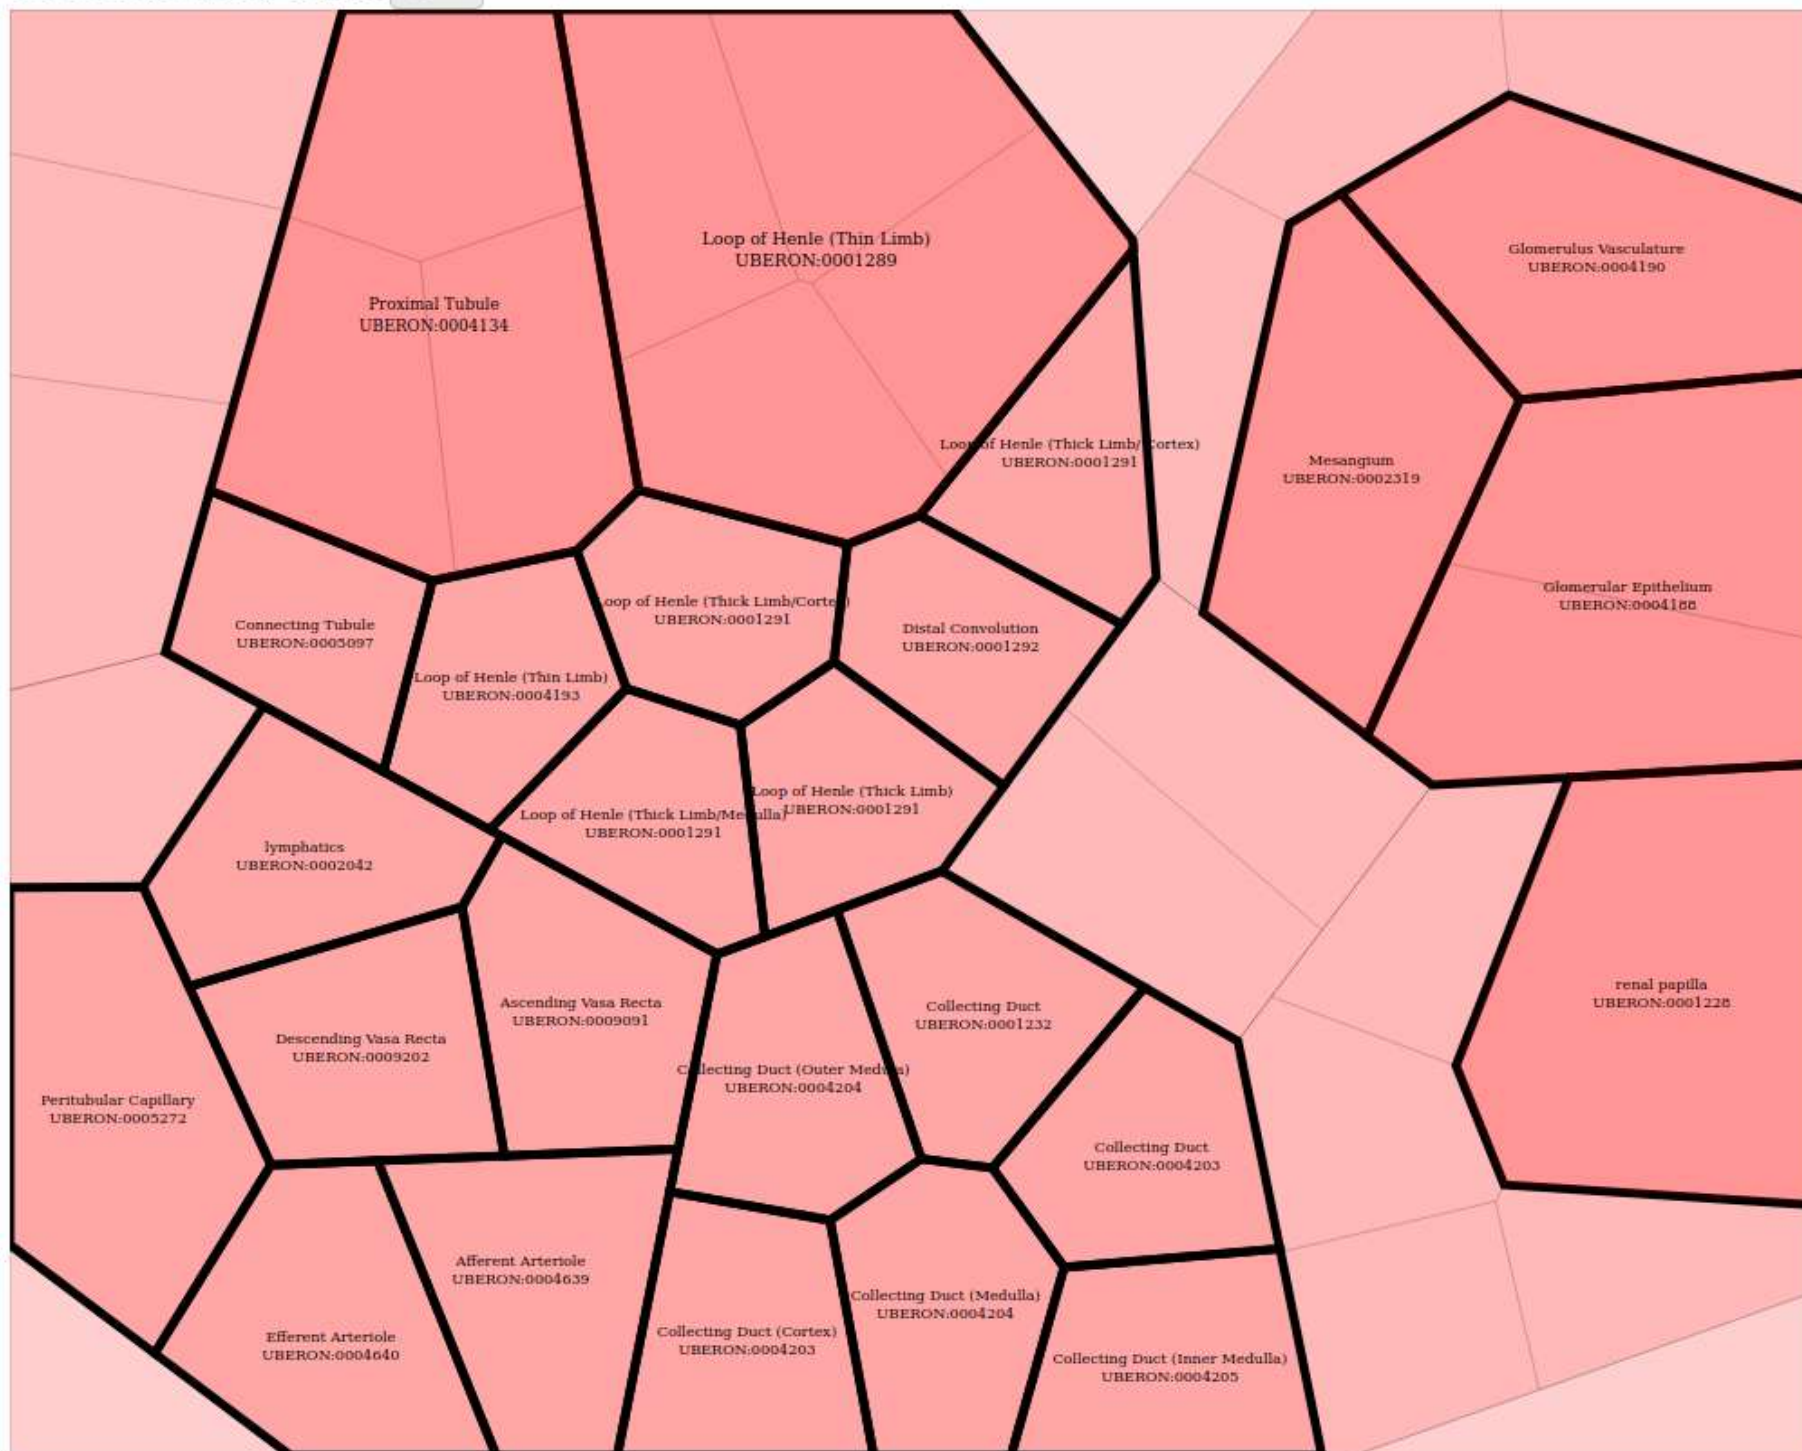 Loop of Henle (Thin Limb)
UBERON:0001289
Glomerulus Vasculature
UBERON:0004190
Proximal Tubule
UBERON:0004134
Loop of Henle (Thick Limb/ Cortex)
UBERON:0001291
Mesangium
UBERON:0002319
Glomerular Epithelium
UBERON:0004188
Loop of Henle (Thick Limb/Cortex)
UBERON:0001291
Connecting Tubule
UBERON:0005097
Distal Convolution
UBERON:0001292
Loop of Henle (Thin Limb)
UBERON:0004193
Loop of Henle (Thick Limb)
UBERON:0001291
Loop of Henle (Thick Limb/Medulla)
UBERON:0001291
lymphatics
UBERON:0002042
renal papilla
UBERON:0001228
Ascending Vasa Recta
UBERON:0009091
Collecting Duct
UBERON:0001232
Descending Vasa Recta
UBERON:0009202
Collecting Duct (Outer Medulla)
UBERON:0004204
Peritubular Capillary
UBERON:0005272
Collecting Duct
UBERON:0004203
Afferent Arteriole
UBERON:0004639
Collecting Duct (Medulla)
UBERON:0004204
Efferent Arteriole
UBERON:0004640
Collecting Duct (Cortex)
UBERON:0004203
Collecting Duct (Inner Medulla)
UBERON:0004205